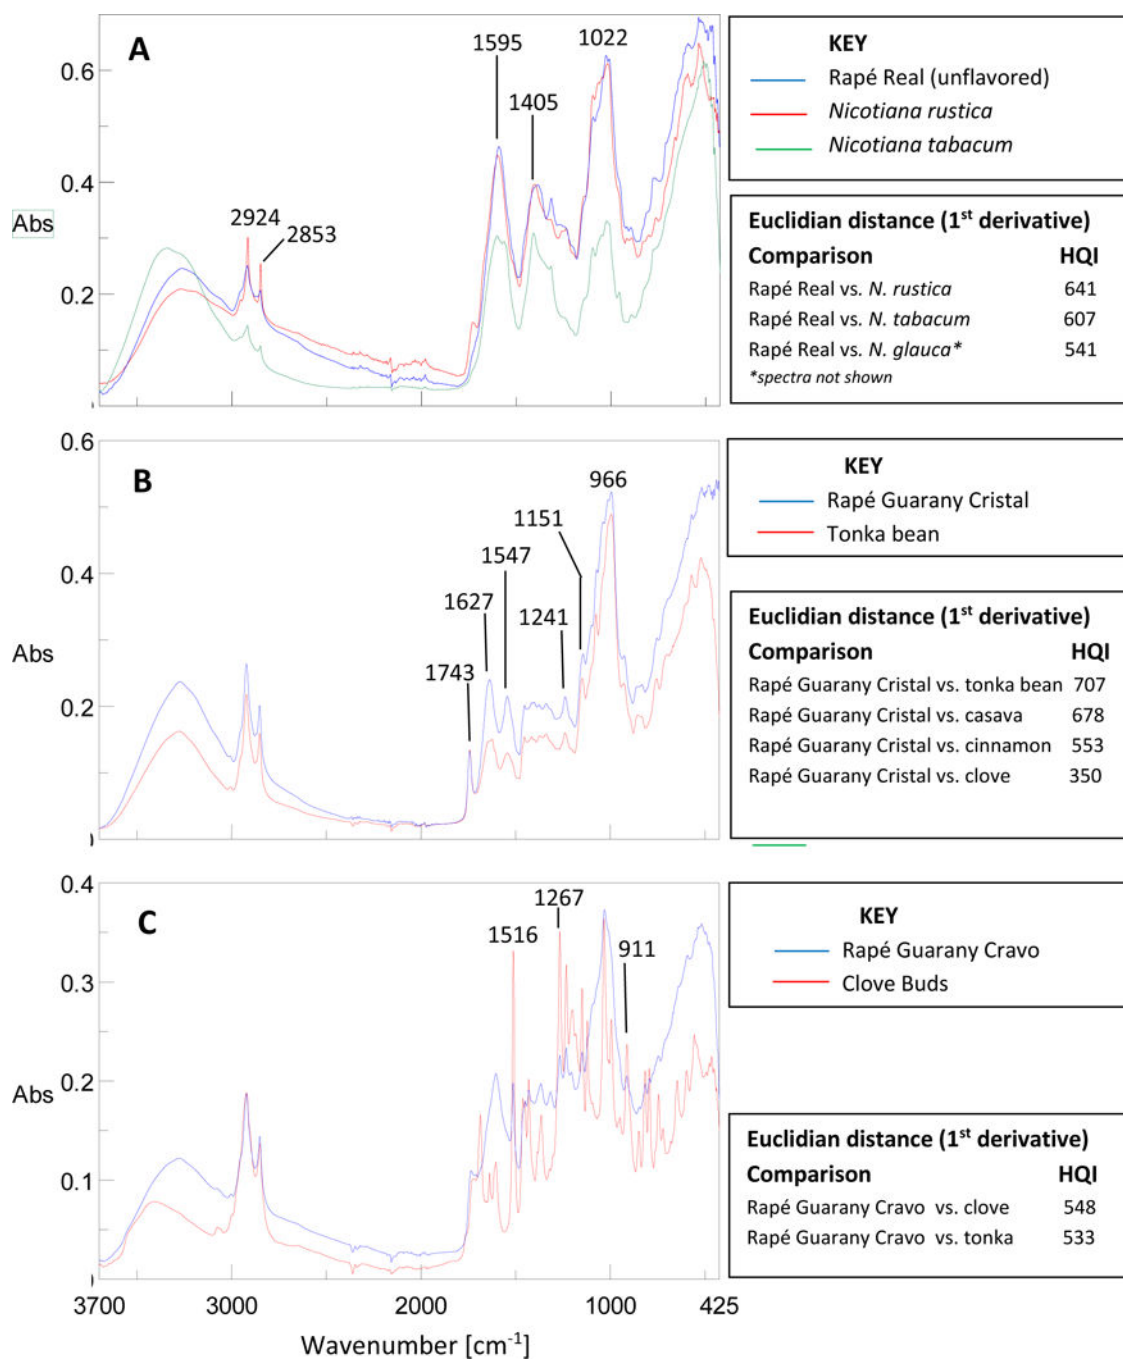 A
1595
1022
1405
2924
2853
0.6
0.4
Abs
0.2
KEY
Rapé Real (unflavored)
Nicotiana rustica
Nicotiana tabacum
Euclidian distance (1st derivative)
Comparison HQI
Rapé Real vs. N. rustica 641
Rapé Real vs. N. tabacum 607
Rapé Real vs. N. glauca* 541
*spectra not shown
B
966
1151
1547
1627
1241
1743
0.6
0.4
Abs
0.2
KEY
Rapé Guarany Cristal
Tonka bean
Euclidian distance (1st derivative)
Comparison HQI
Rapé Guarany Cristal vs. tonka bean 707
Rapé Guarany Cristal vs. casava 678
Rapé Guarany Cristal vs. cinnamon 553
Rapé Guarany Cristal vs. clove 350
C
1267
1516
911
0.4
0.3
0.2
Abs
0.1
KEY
Rapé Guarany Cravo
Clove Buds
Euclidian distance (1st derivative)
Comparison HQI
Rapé Guarany Cravo vs. clove 548
Rapé Guarany Cravo vs. tonka 533
3700 3000 2000 1000 425
Wavenumber [cm-1]